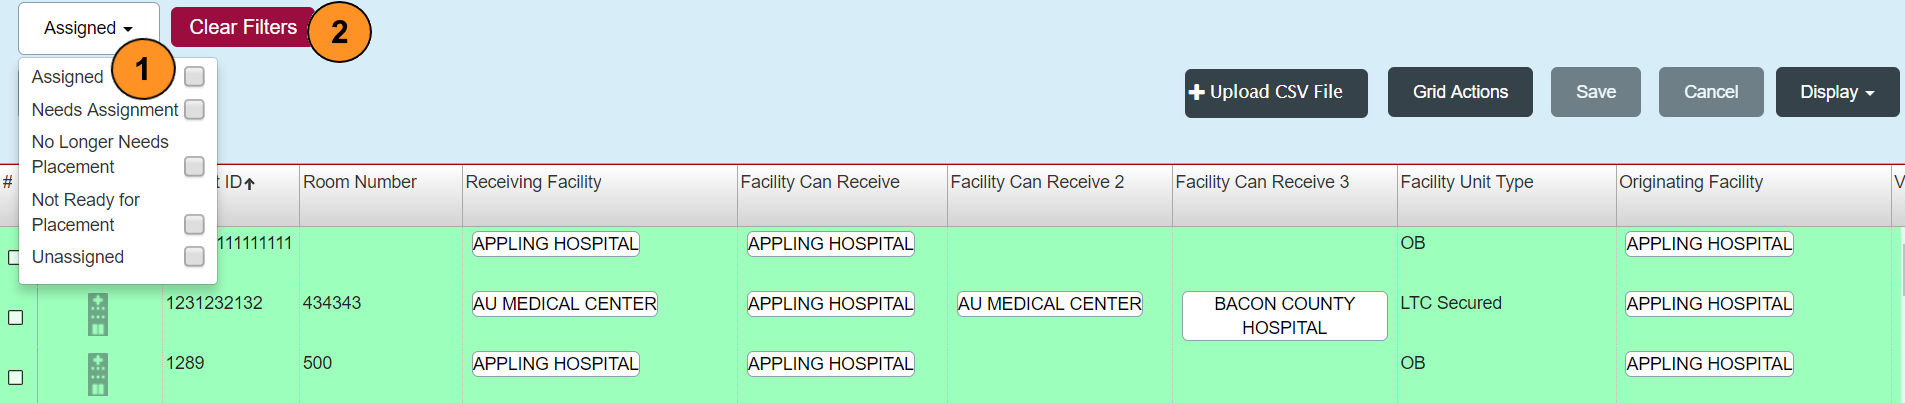 Assigned
Clear Filters
2
1
Assigned
Needs Assignment
No Longer Needs
Placement
Not Ready for
Placement
Unassigned
Upload CSV File
Grid Actions
Save
Cancel
Display
# t ID Room Number Receiving Facility Facility Can Receive Facility Can Receive 2 Facility Can Receive 3 Facility Unit Type Originating Facility V
111111111 APPLING HOSPITAL APPLING HOSPITAL OB APPLING HOSPITAL
1231232132 434343 AU MEDICAL CENTER APPLING HOSPITAL AU MEDICAL CENTER BACON COUNTY LTC Secured APPLING HOSPITAL
HOSPITAL
1289 500 APPLING HOSPITAL APPLING HOSPITAL OB APPLING HOSPITAL